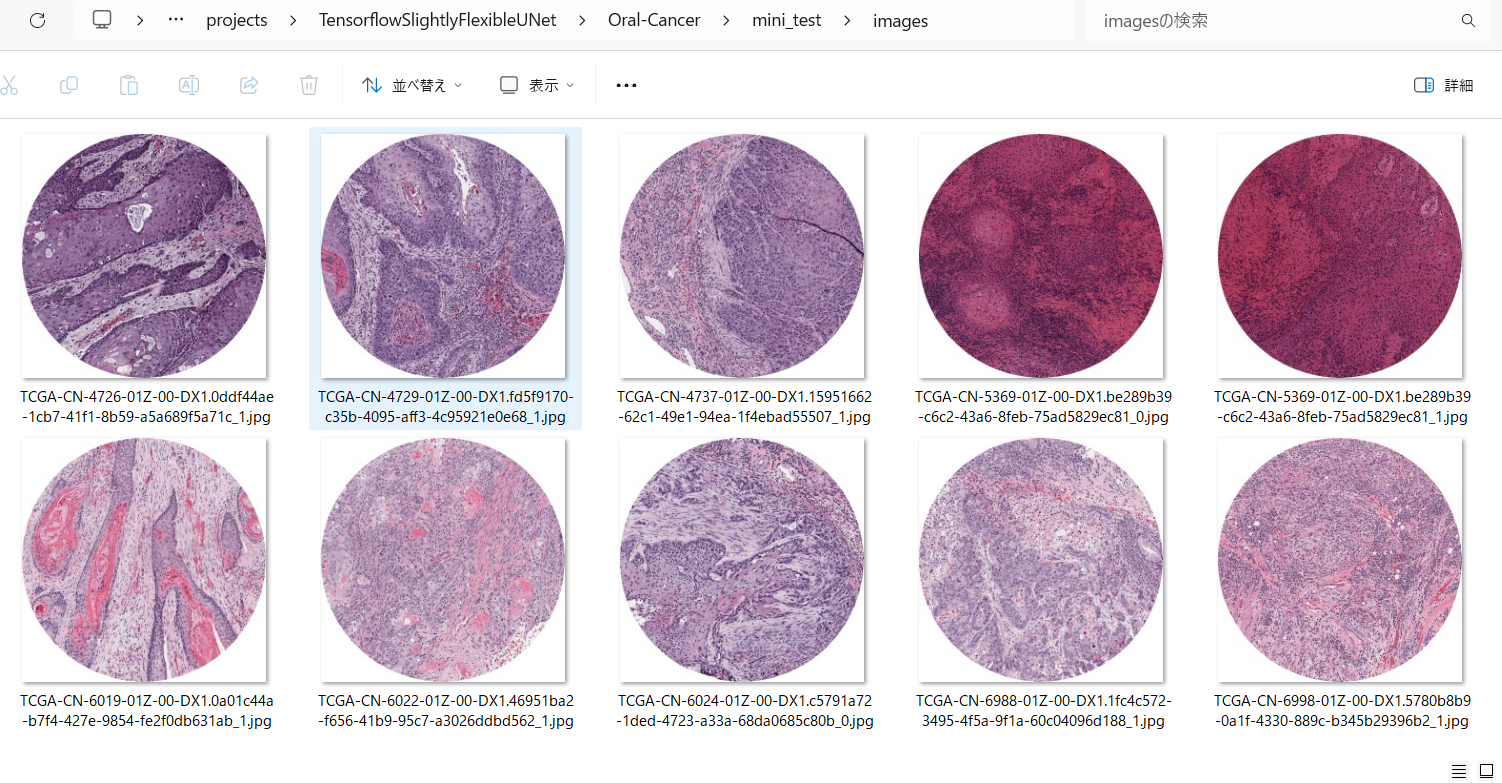 projects TensorflowSlightlyFlexibleUNet Oral-Cancer mini_test images imagesの検索
並べ替え 表示 詳細
TCGA-CN-4726-01Z-00-DX1.0ddf44ae
-1cb7-41f1-8b59-a5a689f5a71c_1.jpg
TCGA-CN-4729-01Z-00-DX1.fd5f9170-
c35b-4095-aff3-4c95921e0e68_1.jpg
TCGA-CN-4737-01Z-00-DX1.15951662
-62c1-49e1-94ea-1f4ebad55507_1.jpg
TCGA-CN-5369-01Z-00-DX1.be289b39
-c6c2-43a6-8feb-75ad5829ec81_0.jpg
TCGA-CN-5369-01Z-00-DX1.be289b39
-c6c2-43a6-8feb-75ad5829ec81_1.jpg
TCGA-CN-6019-01Z-00-DX1.0a01c44a
-b7f4-427e-9854-fe2f0db631ab_1.jpg
TCGA-CN-6022-01Z-00-DX1.46951ba2
-f656-41b9-95c7-a3026ddbd562_1.jpg
TCGA-CN-6024-01Z-00-DX1.c5791a72
-1ded-4723-a33a-68da0685c80b_0.jpg
TCGA-CN-6988-01Z-00-DX1.1fc4c572-
3495-4f5a-9f1a-60c04096d188_1.jpg
TCGA-CN-6998-01Z-00-DX1.5780b8b9
-0a1f-4330-889c-b345b29396b2_1.jpg